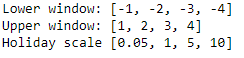 Lower window: [-1, -2, -3, -4]
Upper window: [1, 2, 3, 4]
Holiday scale [0.05, 1, 5, 10]